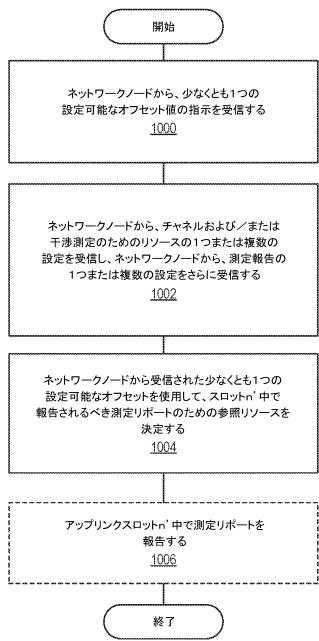 開始
ネットワークノードから、少なくとも1つの
設定可能なオフセット値の指示を受信する
1000
ネットワークノードから、チャネルおよび/または
干渉測定のためのリソースの1つまたは複数の
設定を受信し、ネットワークノードから、測定報告の
1つまたは複数の設定をさらに受信する
1002
ネットワークノードから受信された少なくとも1つの
設定可能なオフセットを使用して、スロットn'中で
報告されるべき測定リポートのための参照リソースを
決定する
1004
アップリンクスロットn'中で測定リポートを
報告する
1006
終了